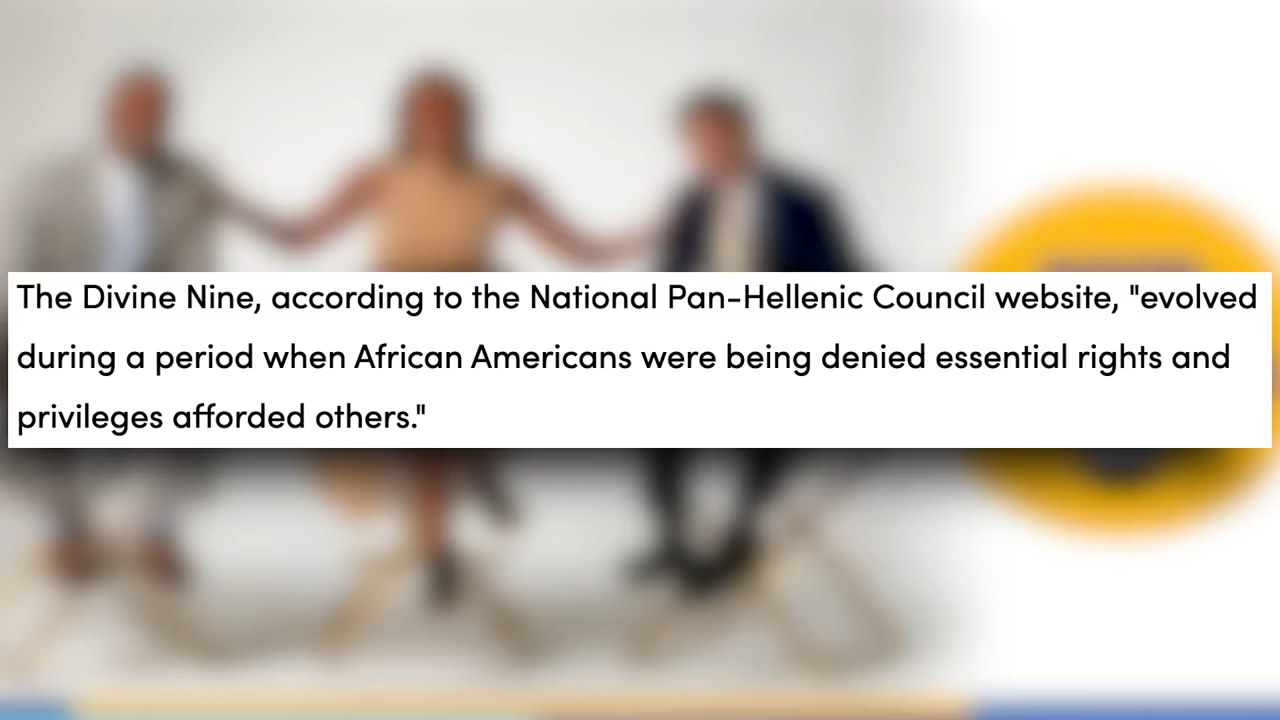 The Divine Nine, according to the National Pan-Hellenic Council website, "evolved
during a period when African Americans were being denied essential rights and
privileges afforded others."